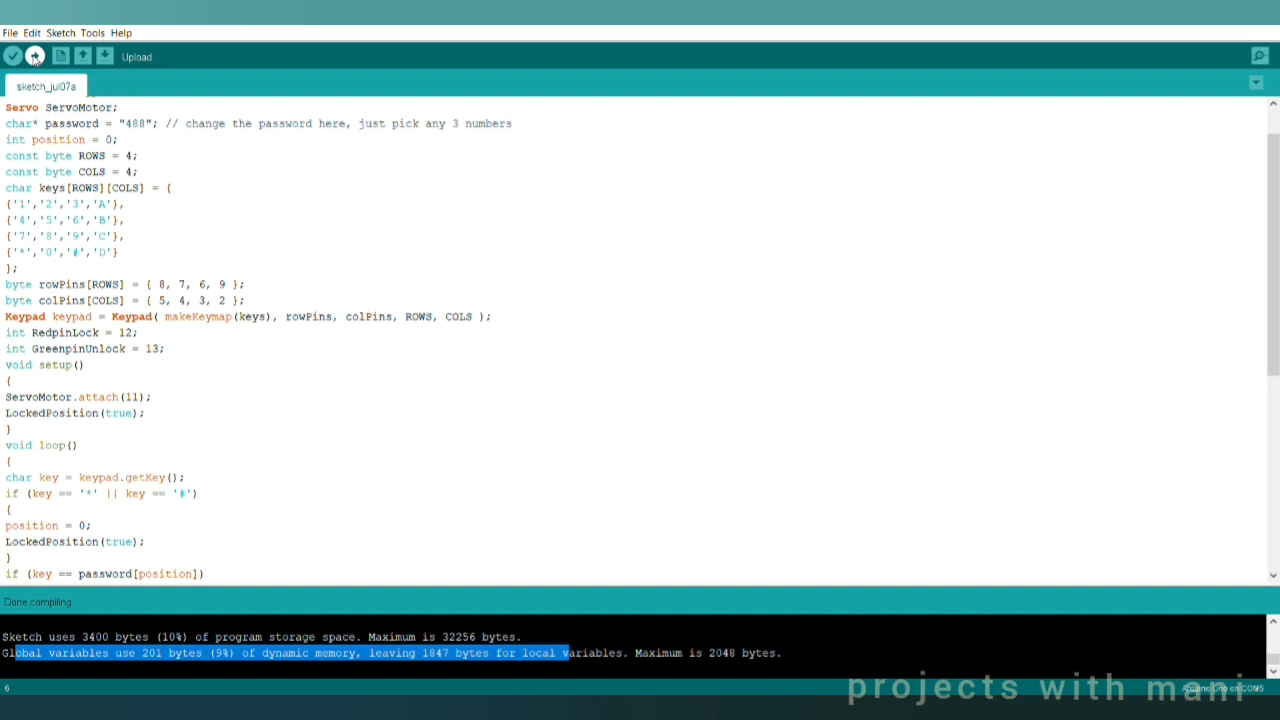 File Edit Sketch Tools Help
Upload
sketch_jul07a
Servo ServoMotor;
char* password = "488"; // change the password here, just pick any 3 numbers
int position = 0;
const byte ROWS = 4;
const byte COLS = 4;
char keys[ROWS][COLS] = {
{'1','2','3','A'},
{'4','5','6','B'},
{'7','8','9','C'},
{'*','0','#','D'}
};
byte rowPins[ROWS] = { 8, 7, 6, 9 };
byte colPins[COLS] = { 5, 4, 3, 2 };
Keypad keypad = Keypad( makeKeymap(keys), rowPins, colPins, ROWS, COLS );
int RedpinLock = 12;
int GreenpinUnlock = 13;
void setup()
{
ServoMotor.attach(11);
LockedPosition(true);
}
void loop()
{
char key = keypad.getKey();
if (key == '*' || key == '#')
{
position = 0;
LockedPosition(true);
}
if (key == password[position])
Done compiling
Sketch uses 3400 bytes (10%) of program storage space. Maximum is 32256 bytes.
Global variables use 201 bytes (9%) of dynamic memory, leaving 1847 bytes for local variables. Maximum is 2048 bytes.
6
Arduino Uno on COM5
projects with mani